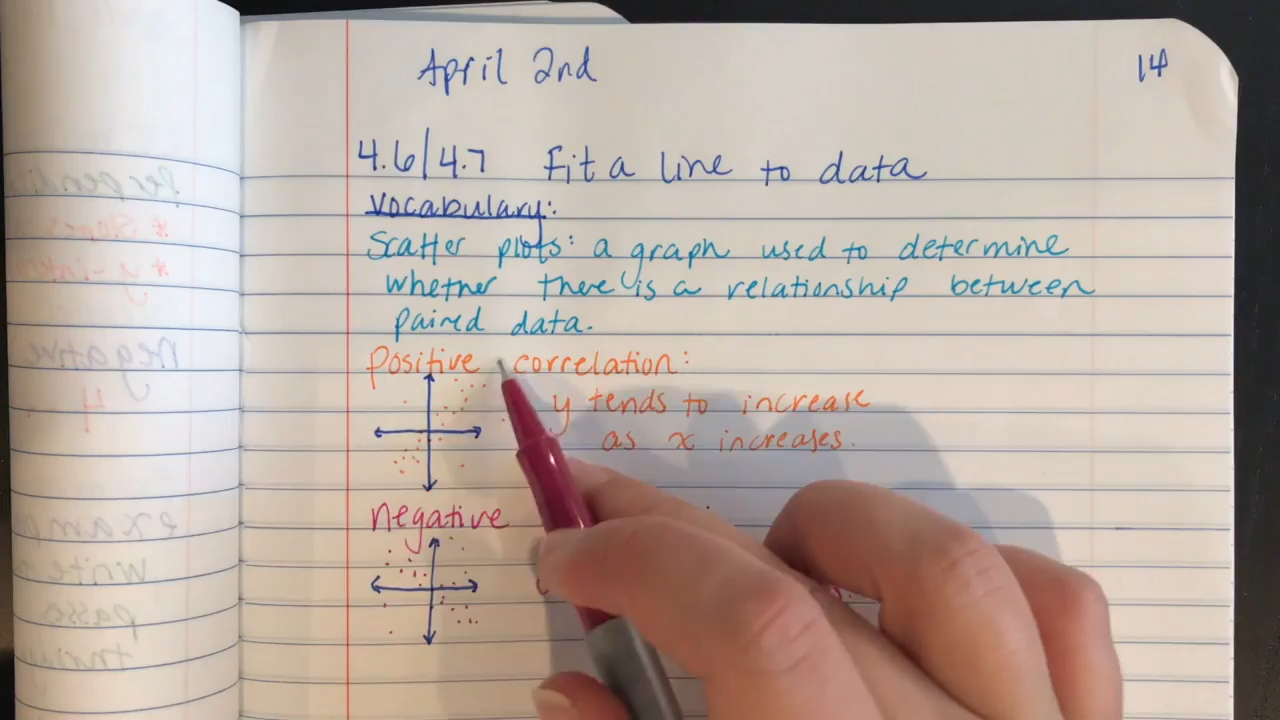 April 2nd
14
4.6/4.7 Fit a line to data
Vocabulary:
Scatter plots: a graph used to determine
whether there is a relationship between
paired data.
Positive correlation:
y tends to increase
as x increases.
negative